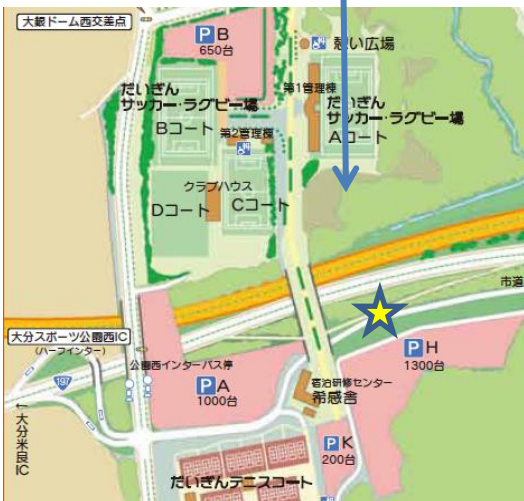 大銀ドーム西交差点
P B
650台
憩い広場
だいぎん
サッカー・ラグビー場
Bコート
第1管理棟
だいぎん
サッカー・ラグビー場
Aコート
第2管理棟
クラブハウス
Dコート
Cコート
市道
大分スポーツ公園西IC
(ハーフインター)
公園西インターバス停
197
P A
1000台
P H
1300台
宿泊研修センター
希感舎
P K
200台
←大分米良IC
だいぎんテニスコート